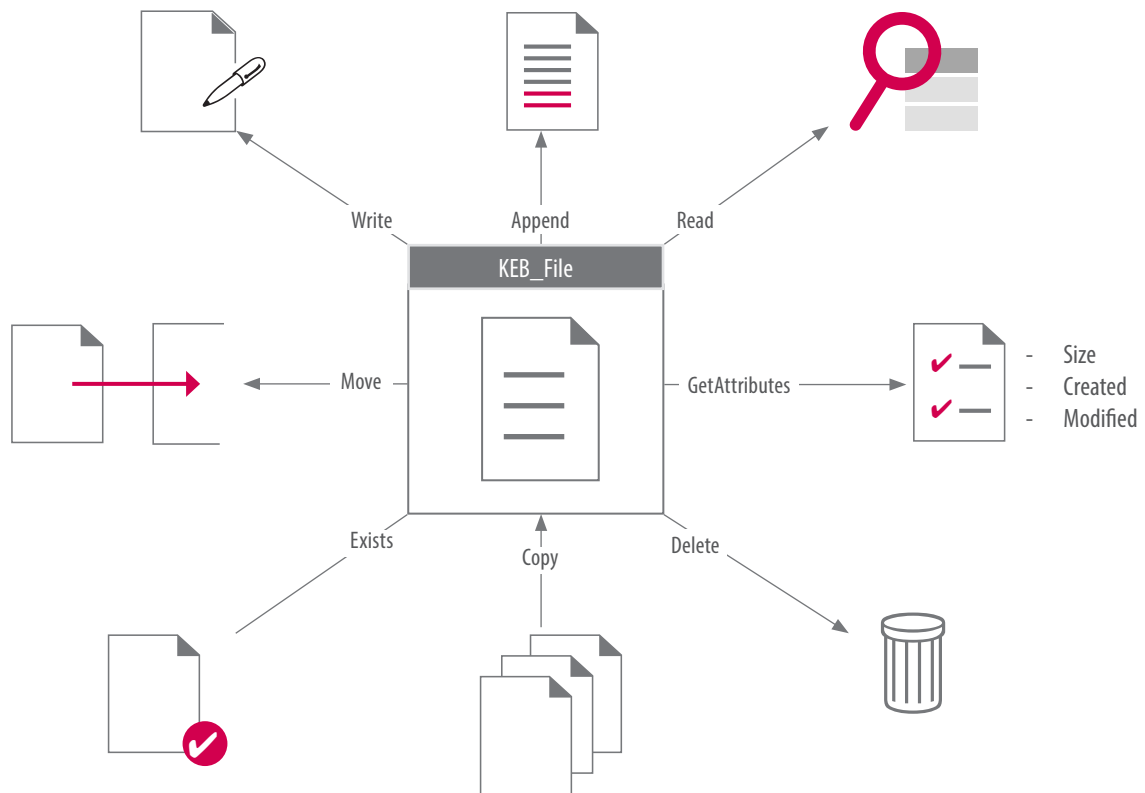 Write
Append
Read
KEB_File
Move
GetAttributes
- Size
- Created
- Modified
Exists
Copy
Delete